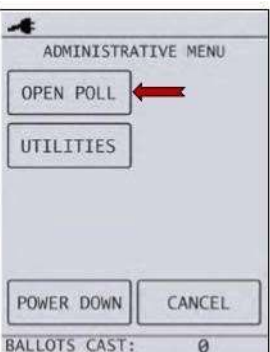 ADMINISTRATIVE MENU
OPEN POLL
UTILITIES
POWER DOWN CANCEL
BALLOTS CAST: 0